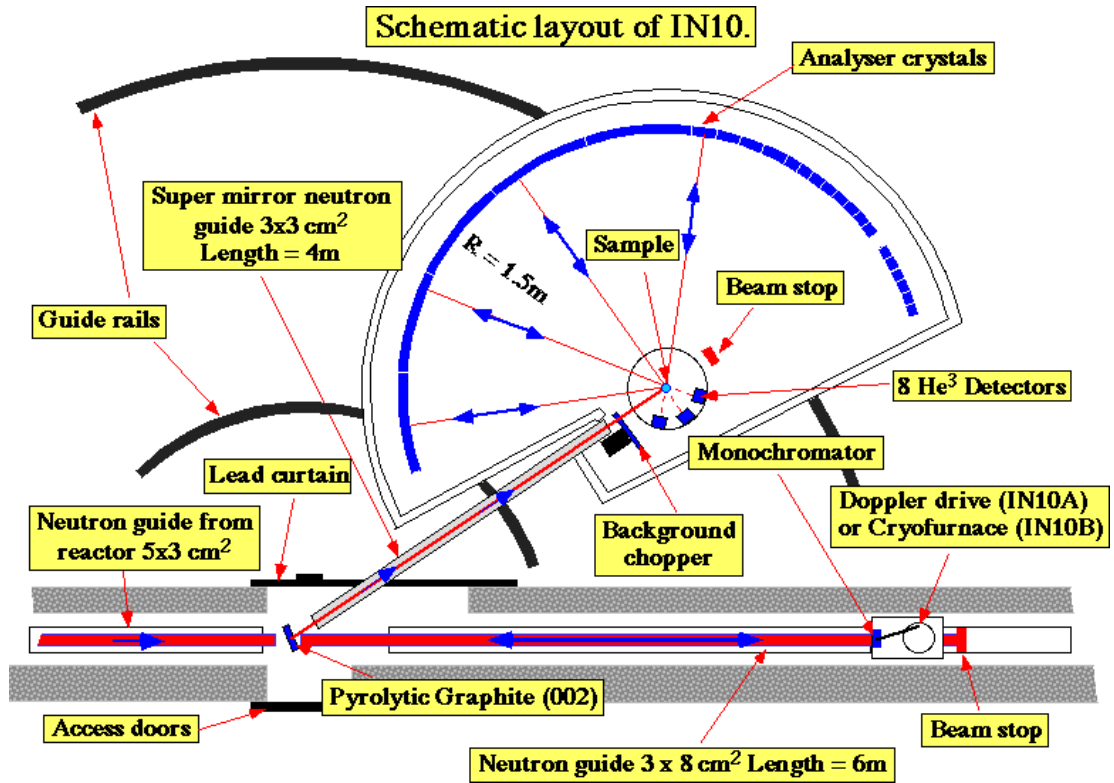 Schematic layout of IN10.
Analyser crystals
Super mirror neutron
guide 3x3 cm²
Length = 4m
Sample
R = 1.5m
Beam stop
Guide rails
8 He³ Detectors
Monochromator
Lead curtain
Doppler drive (IN10A)
or Cryofurnace (IN10B)
Neutron guide from
reactor 5x3 cm²
Background
chopper
Pyrolytic Graphite (002)
Access doors
Beam stop
Neutron guide 3 x 8 cm² Length = 6m